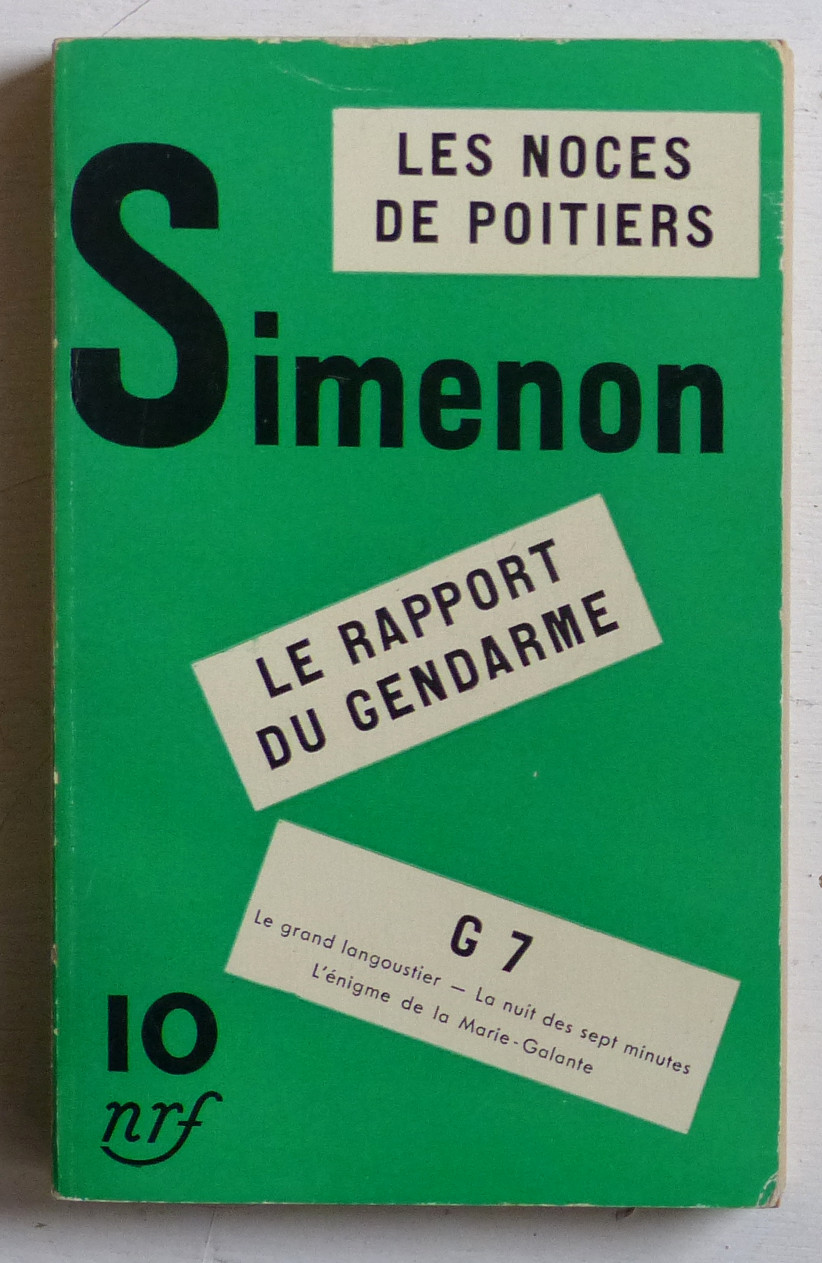 LES NOCES
DE POITIERS
Simenon
LE RAPPORT
DU GENDARME
G 7
Le grand langoustier — La nuit des sept minutes
L'énigme de la Marie-Galante
10
nrf